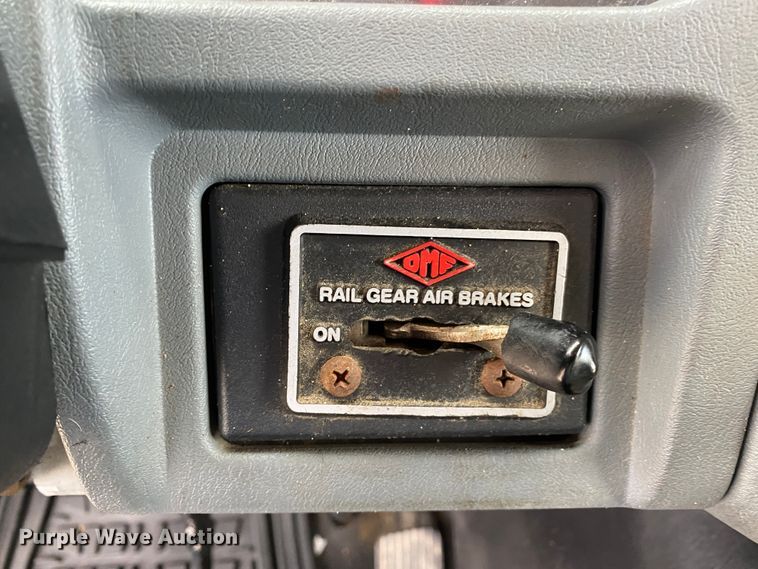 DMF
RAIL GEAR AIR BRAKES
ON
Purple Wave Auction